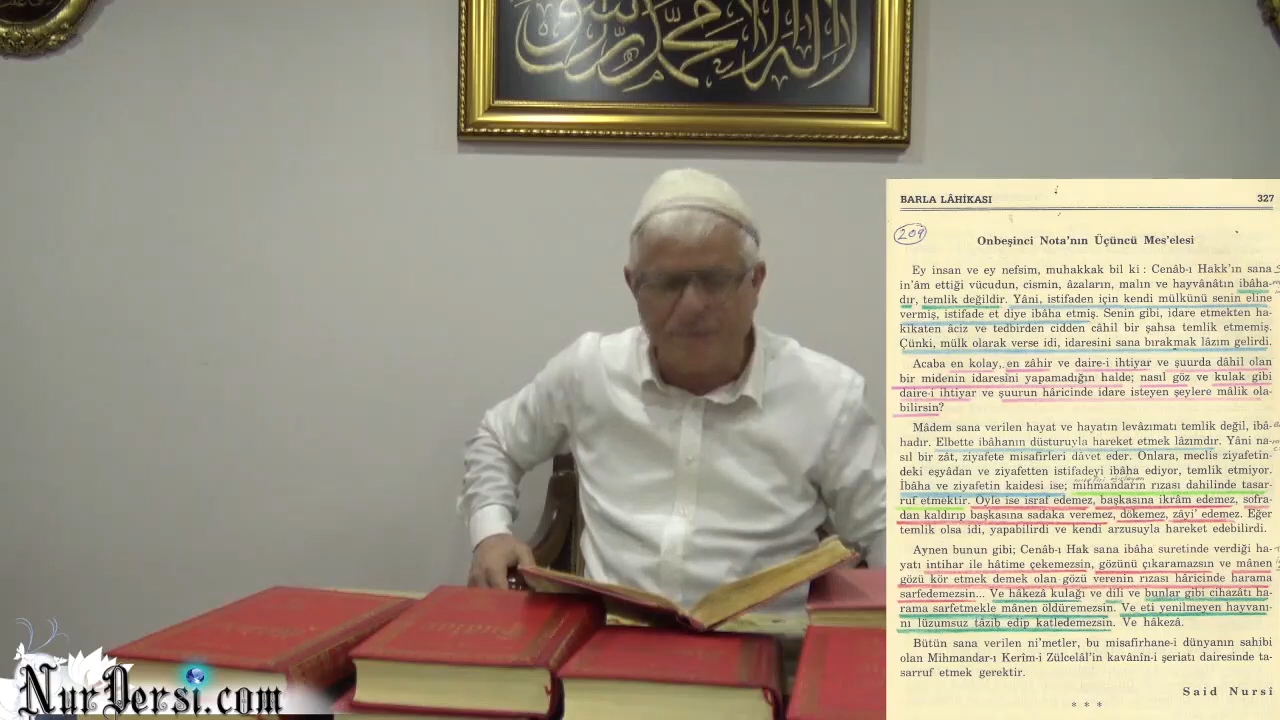 لا إله إلا الله محمد رسول الله
BARLA LÂHİKASI 327
209
Onbeşinci Nota'nın Üçüncü Mes'elesi
Ey insan ve ey nefsim, muhakkak bil ki : Cenâb-ı Hakk'ın sana
in'âm ettiği vücudun, cismin, âzaların, malın ve hayvânâtın ibâha-
dır, temlik değildir. Yâni, istifaden için kendi mülkünü senin eline
vermiş, istifade et diye ibâha etmiş. Senin gibi, idare etmekten ha-
kikaten âciz ve tedbirden cidden câhil bir şahsa temlik etmemiş.
Çünki, mülk olarak verse idi, idaresini sana bırakmak lâzım gelirdi.
Acaba en kolay, en zâhir ve daire-i ihtiyar ve şuurda dâhil olan
bir midenin idaresini yapamadığın halde; nasıl göz ve kulak gibi
daire-i ihtiyar ve şuurun hâricinde idare isteyen şeylere mâlik ola-
bilirsin?
Mâdem sana verilen hayat ve hayatın levâzımatı temlik değil, ibâ-
hadır. Elbette ibâhanın düsturuyla hareket etmek lâzımdır. Yâni na-
sıl bir zât, ziyafete misafirleri dâvet eder. Onlara, meclis ziyafetin-
deki eşyâdan ve ziyafetten istifadeyi ibâha ediyor, temlik etmiyor.
İbâha ve ziyafetin kaidesi ise; mihmandarın rızası dahilinde tasar-
ruf etmektir. Öyle ise israf edemez, başkasına ikrâm edemez, sofra-
dan kaldırıp başkasına sadaka veremez, dökemez, zâyi' edemez. Eğer
temlik olsa idi, yapabilirdi ve kendi arzusuyla hareket edebilirdi.
Aynen bunun gibi; Cenâb-ı Hak sana ibâha suretinde verdiği ha-
yatı intihar ile hâtime çekemezsin, gözünü çıkaramazsın ve mânen
gözü kör etmek demek olan gözü verenin rızası hâricinde harama
sarfedemezsin... Ve hâkezâ kulağı ve dili ve bunlar gibi cihazâtı ha-
rama sarfetmekle mânen öldüremezsin. Ve eti yenilmeyen hayvanı-
nı lüzumsuz tâzib edip katledemezsin. Ve hâkezâ.
Bütün sana verilen ni'metler, bu misafirhane-i dünyanın sahibi
olan Mihmandar-ı Kerîm-i Zülcelâl'in kavânîn-i şeriatı dairesinde ta-
sarruf etmek gerektir.
Said Nursî
* * *
NurDersi.com